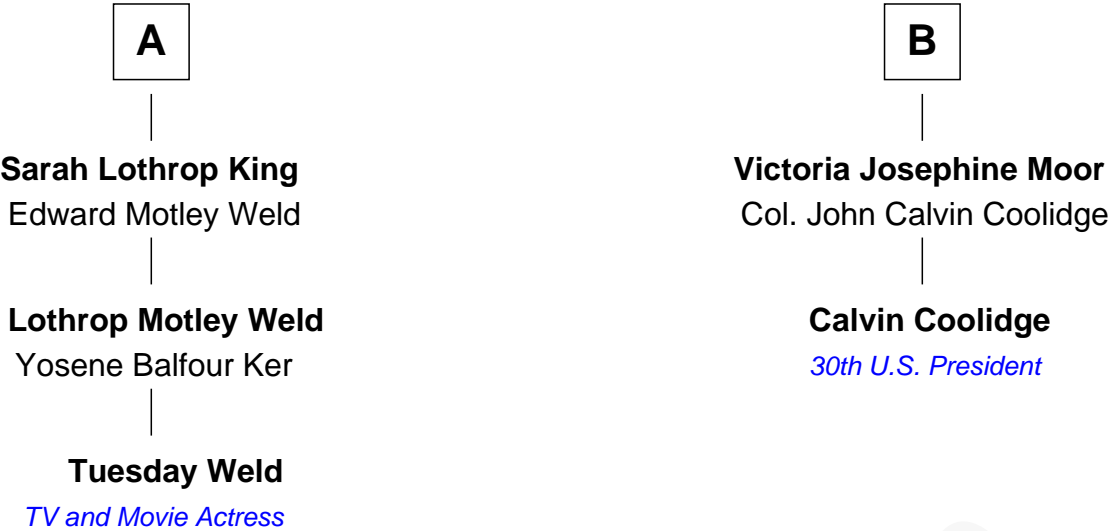 A
B
Sarah Lothrop King
Edward Motley Weld
Victoria Josephine Moor
Col. John Calvin Coolidge
Lothrop Motley Weld
Yosene Balfour Ker
Calvin Coolidge
30th U.S. President
Tuesday Weld
TV and Movie Actress